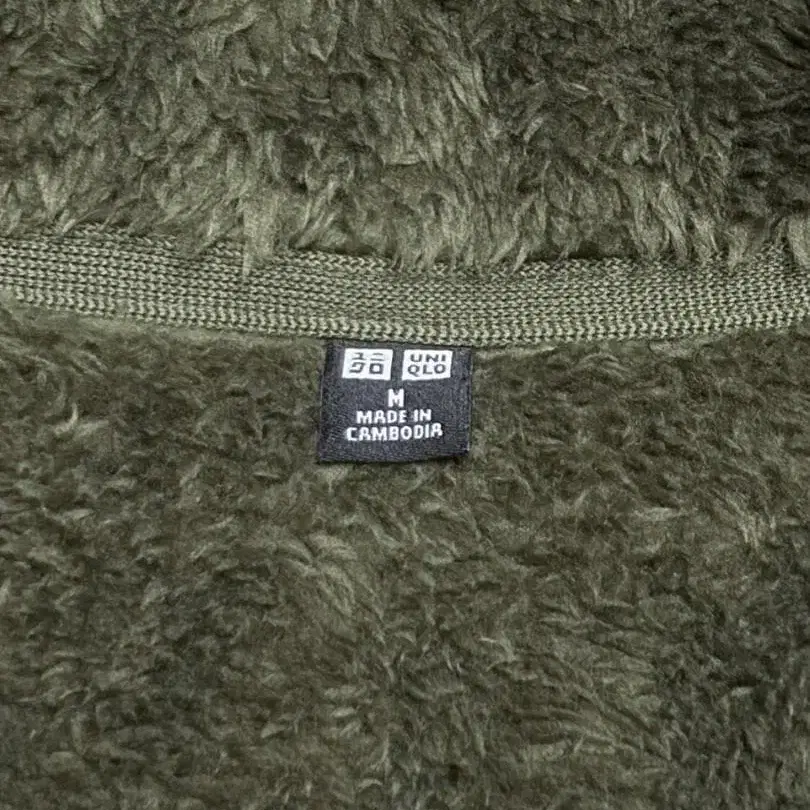 ユニ UNI
クロ QLO
M
MADE IN
CAMBODIA